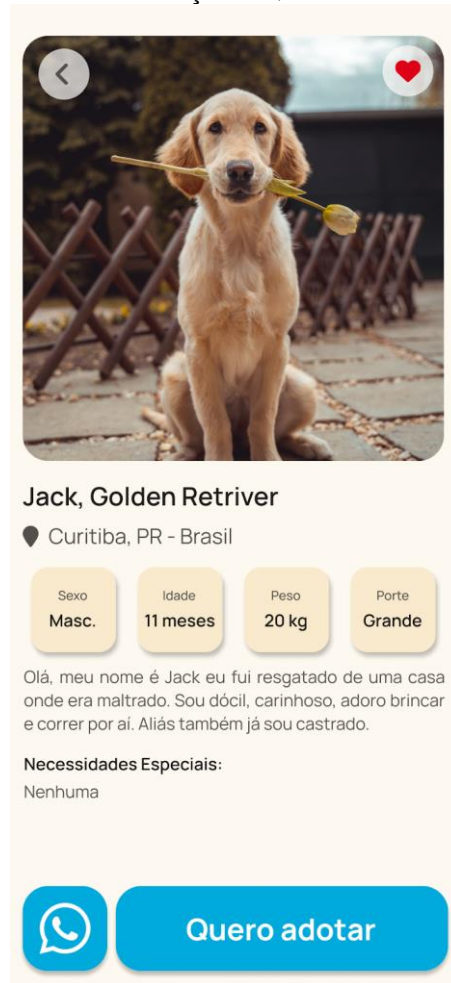 Jack, Golden Retriver
Curitiba, PR - Brasil
Sexo
Masc.
Idade
11 meses
Peso
20 kg
Porte
Grande
Olá, meu nome é Jack eu fui resgatado de uma casa
onde era maltrado. Sou dócil, carinhoso, adoro brincar
e correr por aí. Aliás também já sou castrado.
Necessidades Especiais:
Nenhuma
Quero adotar